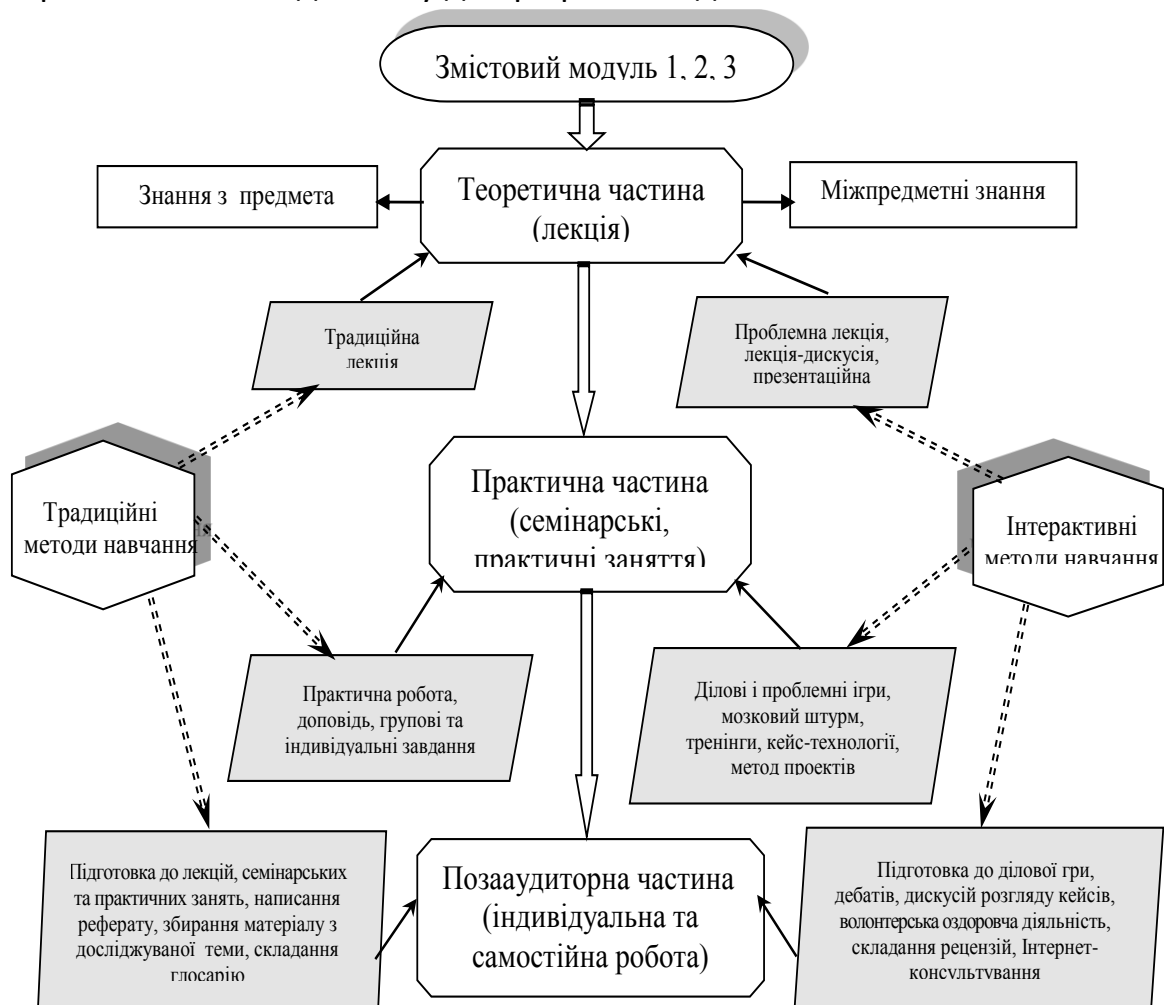 Змістовий модуль 1, 2, 3
Знання з предмета
Теоретична частина
(лекція)
Міжпредметні знання
Традиційна
лекція
Проблемна лекція,
лекція-дискусія,
презентаційна
Традиційні
методи навчання
Практична частина
(семінарські,
практичні заняття)
Інтерактивні
методи навчання
Практична робота,
доповідь, групові та
індивідуальні завдання
Ділові і проблемні ігри,
мозковий штурм,
тренінги, кейс-технології,
метод проектів
Підготовка до лекцій, семінарських
та практичних занять, написання
реферату, збирання матеріалу з
досліджуваної теми, складання
глосарію
Позааудиторна частина
(індивідуальна та
самостійна робота)
Підготовка до ділової гри,
дебатів, дискусій розгляду кейсів,
волонтерська оздоровча діяльність,
складання рецензій, Інтернет-
консультування